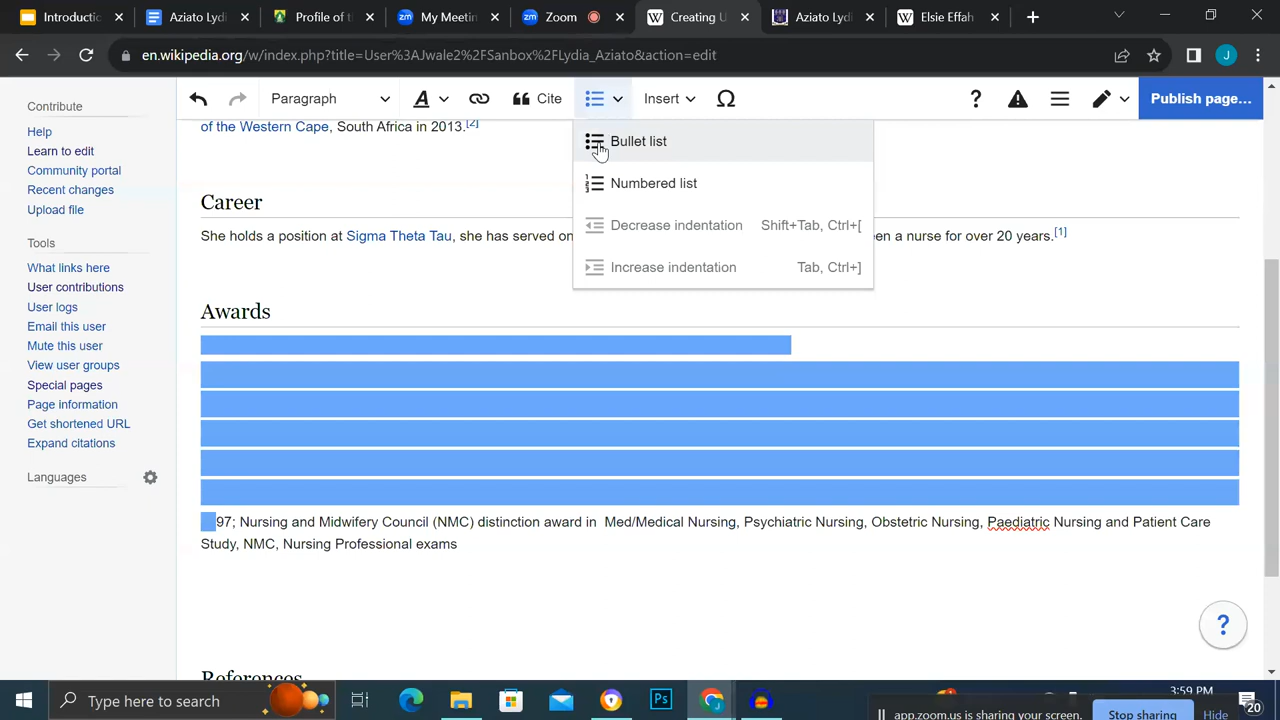 Introductic
Aziato Lydi
Profile of t
My Meetin
Zoom
Creating U
Aziato Lydi
Elsie Effah
en.wikipedia.org/w/index.php?title=User%3AJwale2%2FSanbox%2FLydia_Aziato&action=edit
J
Paragraph
A
Cite
Insert
Ω
?
Publish page...
Contribute
Help
Learn to edit
Community portal
Recent changes
Upload file
Tools
What links here
User contributions
User logs
Email this user
Mute this user
View user groups
Special pages
Page information
Get shortened URL
Expand citations
Languages
of the Western Cape, South Africa in 2013.[2]
Bullet list
Numbered list
Decrease indentation Shift+Tab, Ctrl+[
Increase indentation Tab, Ctrl+]
Career
She holds a position at Sigma Theta Tau, she has served on en a nurse for over 20 years.[1]
Awards
97; Nursing and Midwifery Council (NMC) distinction award in Med/Medical Nursing, Psychiatric Nursing, Obstetric Nursing, Paediatric Nursing and Patient Care
Study, NMC, Nursing Professional exams
References
?
Type here to search
Ps
3:59 PM
20
app.zoom.us is sharing your screen.
Stop sharing
Hide